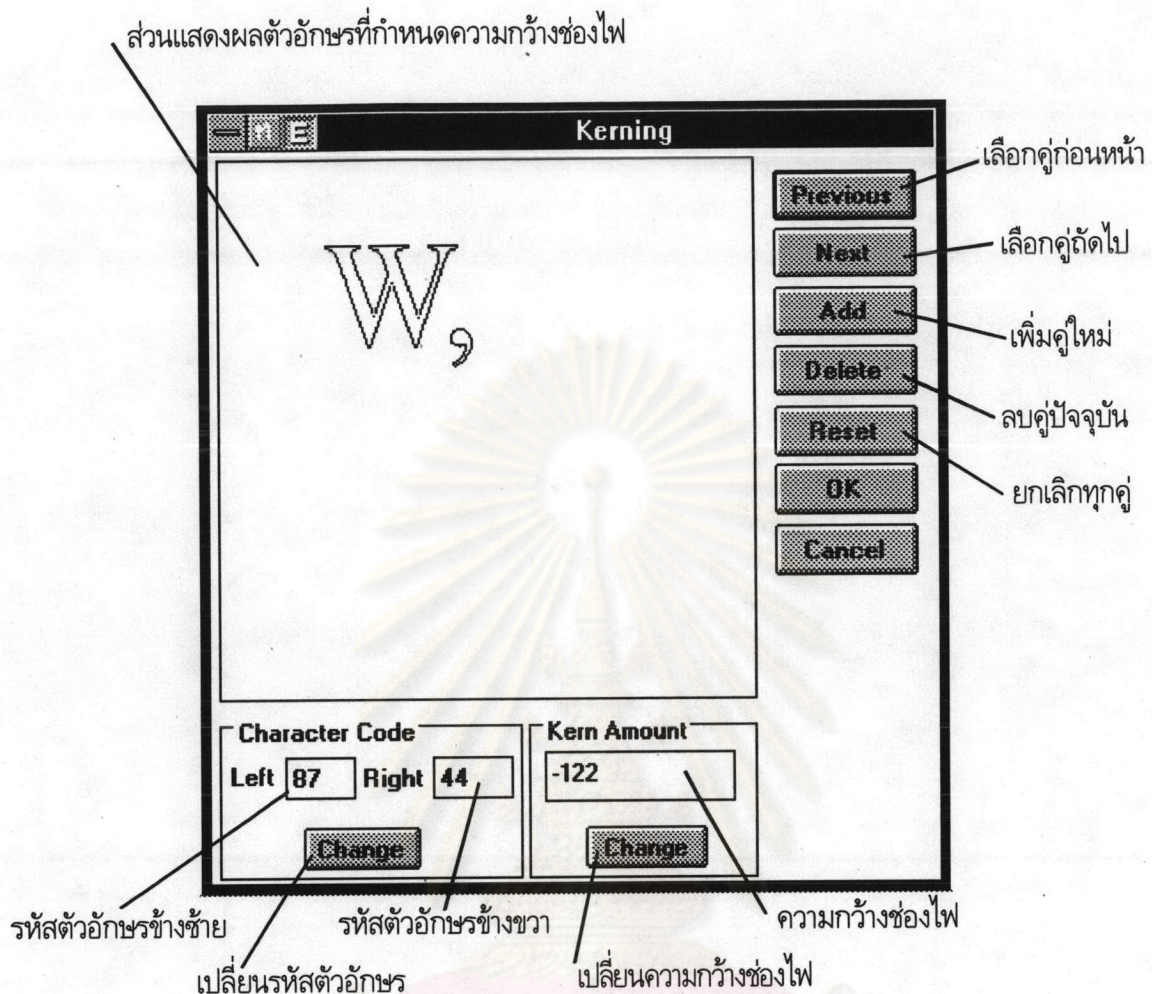 ส่วนแสดงผลตัวอักษรที่กำหนดความกว้างช่องไฟ
Kerning
เลือกคู่ก่อนหน้า
Previous
เลือกคู่ถัดไป
Next
W,
Add
เพิ่มคู่ใหม่
Delete
ลบคู่ปัจจุบัน
Reset
ยกเลิกทุกคู่
OK
Cancel
Character Code
Kern Amount
Left 87 Right 44
-122
Change
Change
รหัสตัวอักษรข้างซ้าย
รหัสตัวอักษรข้างขวา
ความกว้างช่องไฟ
เปลี่ยนรหัสตัวอักษร
เปลี่ยนความกว้างช่องไฟ